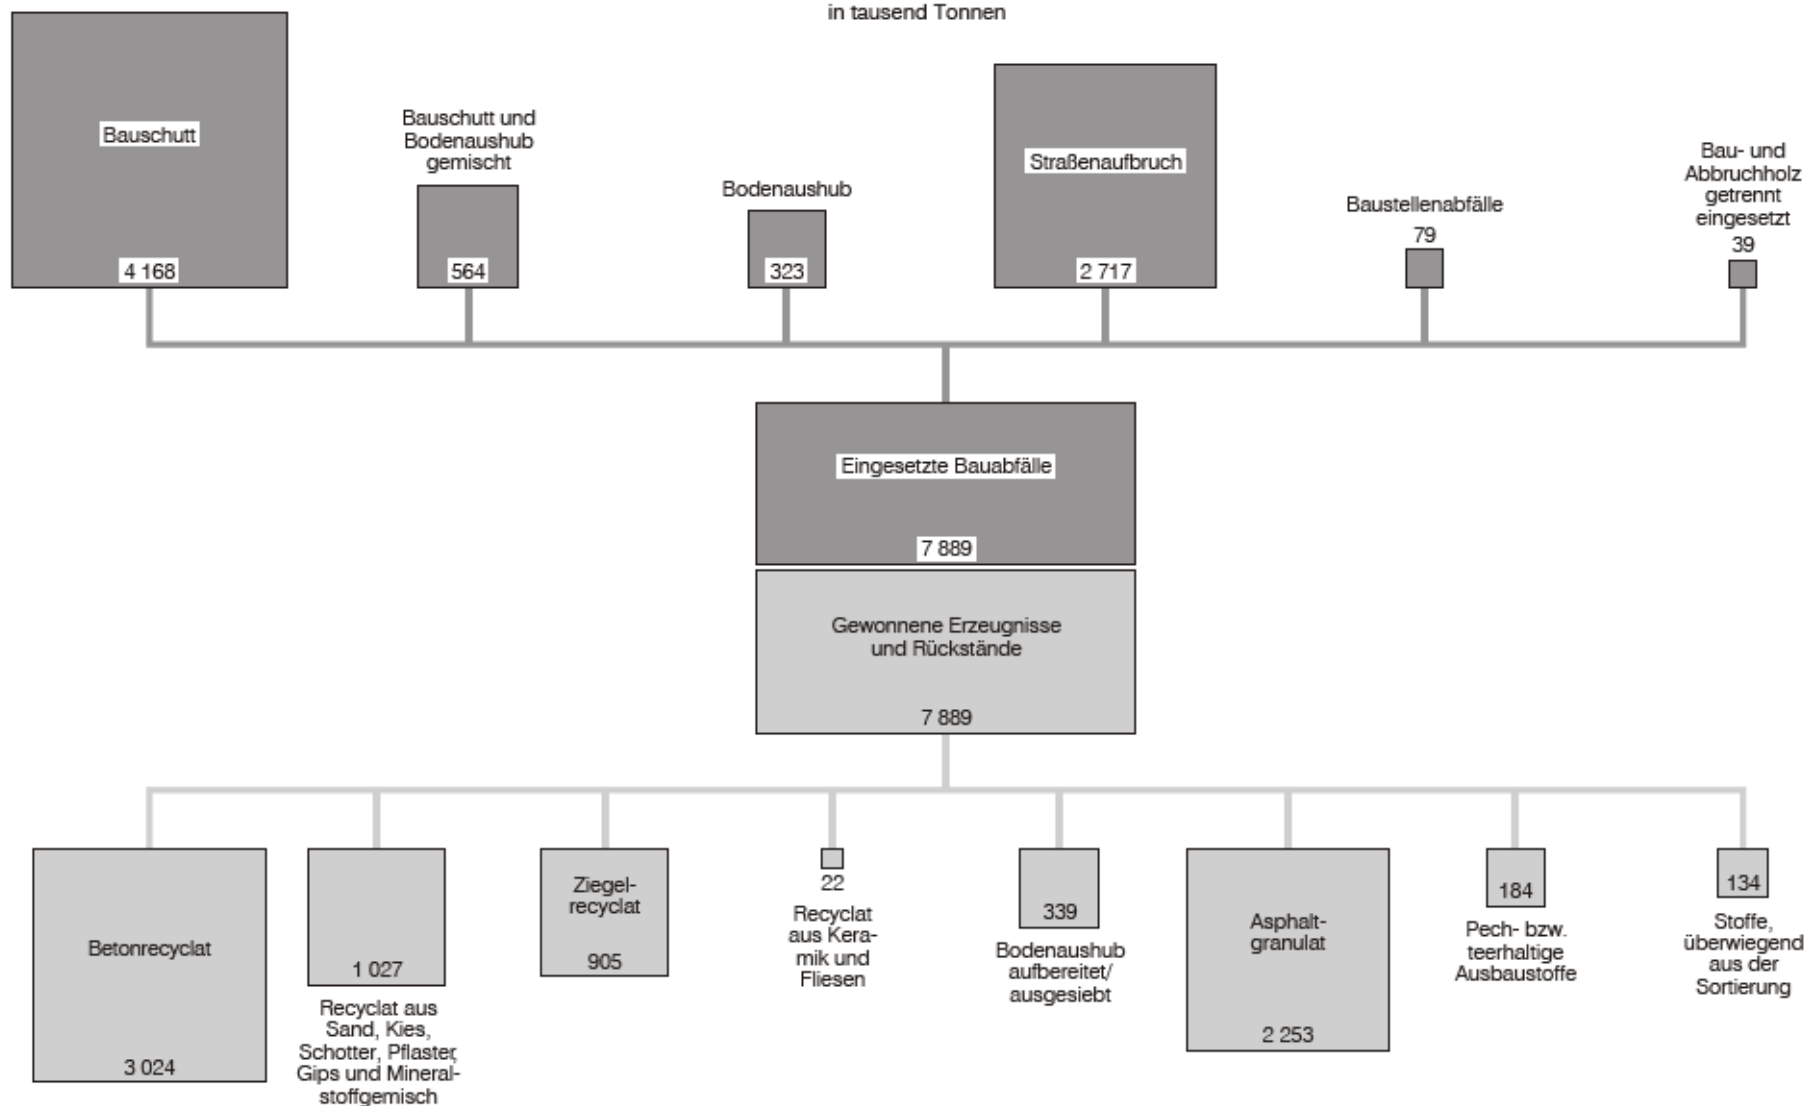 in tausend Tonnen
Bauschutt
4 168
Bauschutt und
Bodenaushub
gemischt
564
Bodenaushub
323
Straßenaufbruch
2 717
Baustellenabfälle
79
Bau- und
Abbruchholz
getrennt
eingesetzt
39
Eingesetzte Bauabfälle
7 889
Gewonnene Erzeugnisse
und Rückstände
7 889
Betonrecyclat
3 024
1 027
Recyclat aus
Sand, Kies,
Schotter, Pflaster,
Gips und Mineral-
stoffgemisch
Ziegel-
recyclat
905
22
Recyclat
aus Kera-
mik und
Fliesen
339
Bodenaushub
aufbereitet/
ausgesiebt
Asphalt-
granulat
2 253
184
Pech- bzw.
teerhaltige
Ausbaustoffe
134
Stoffe,
überwiegend
aus der
Sortierung